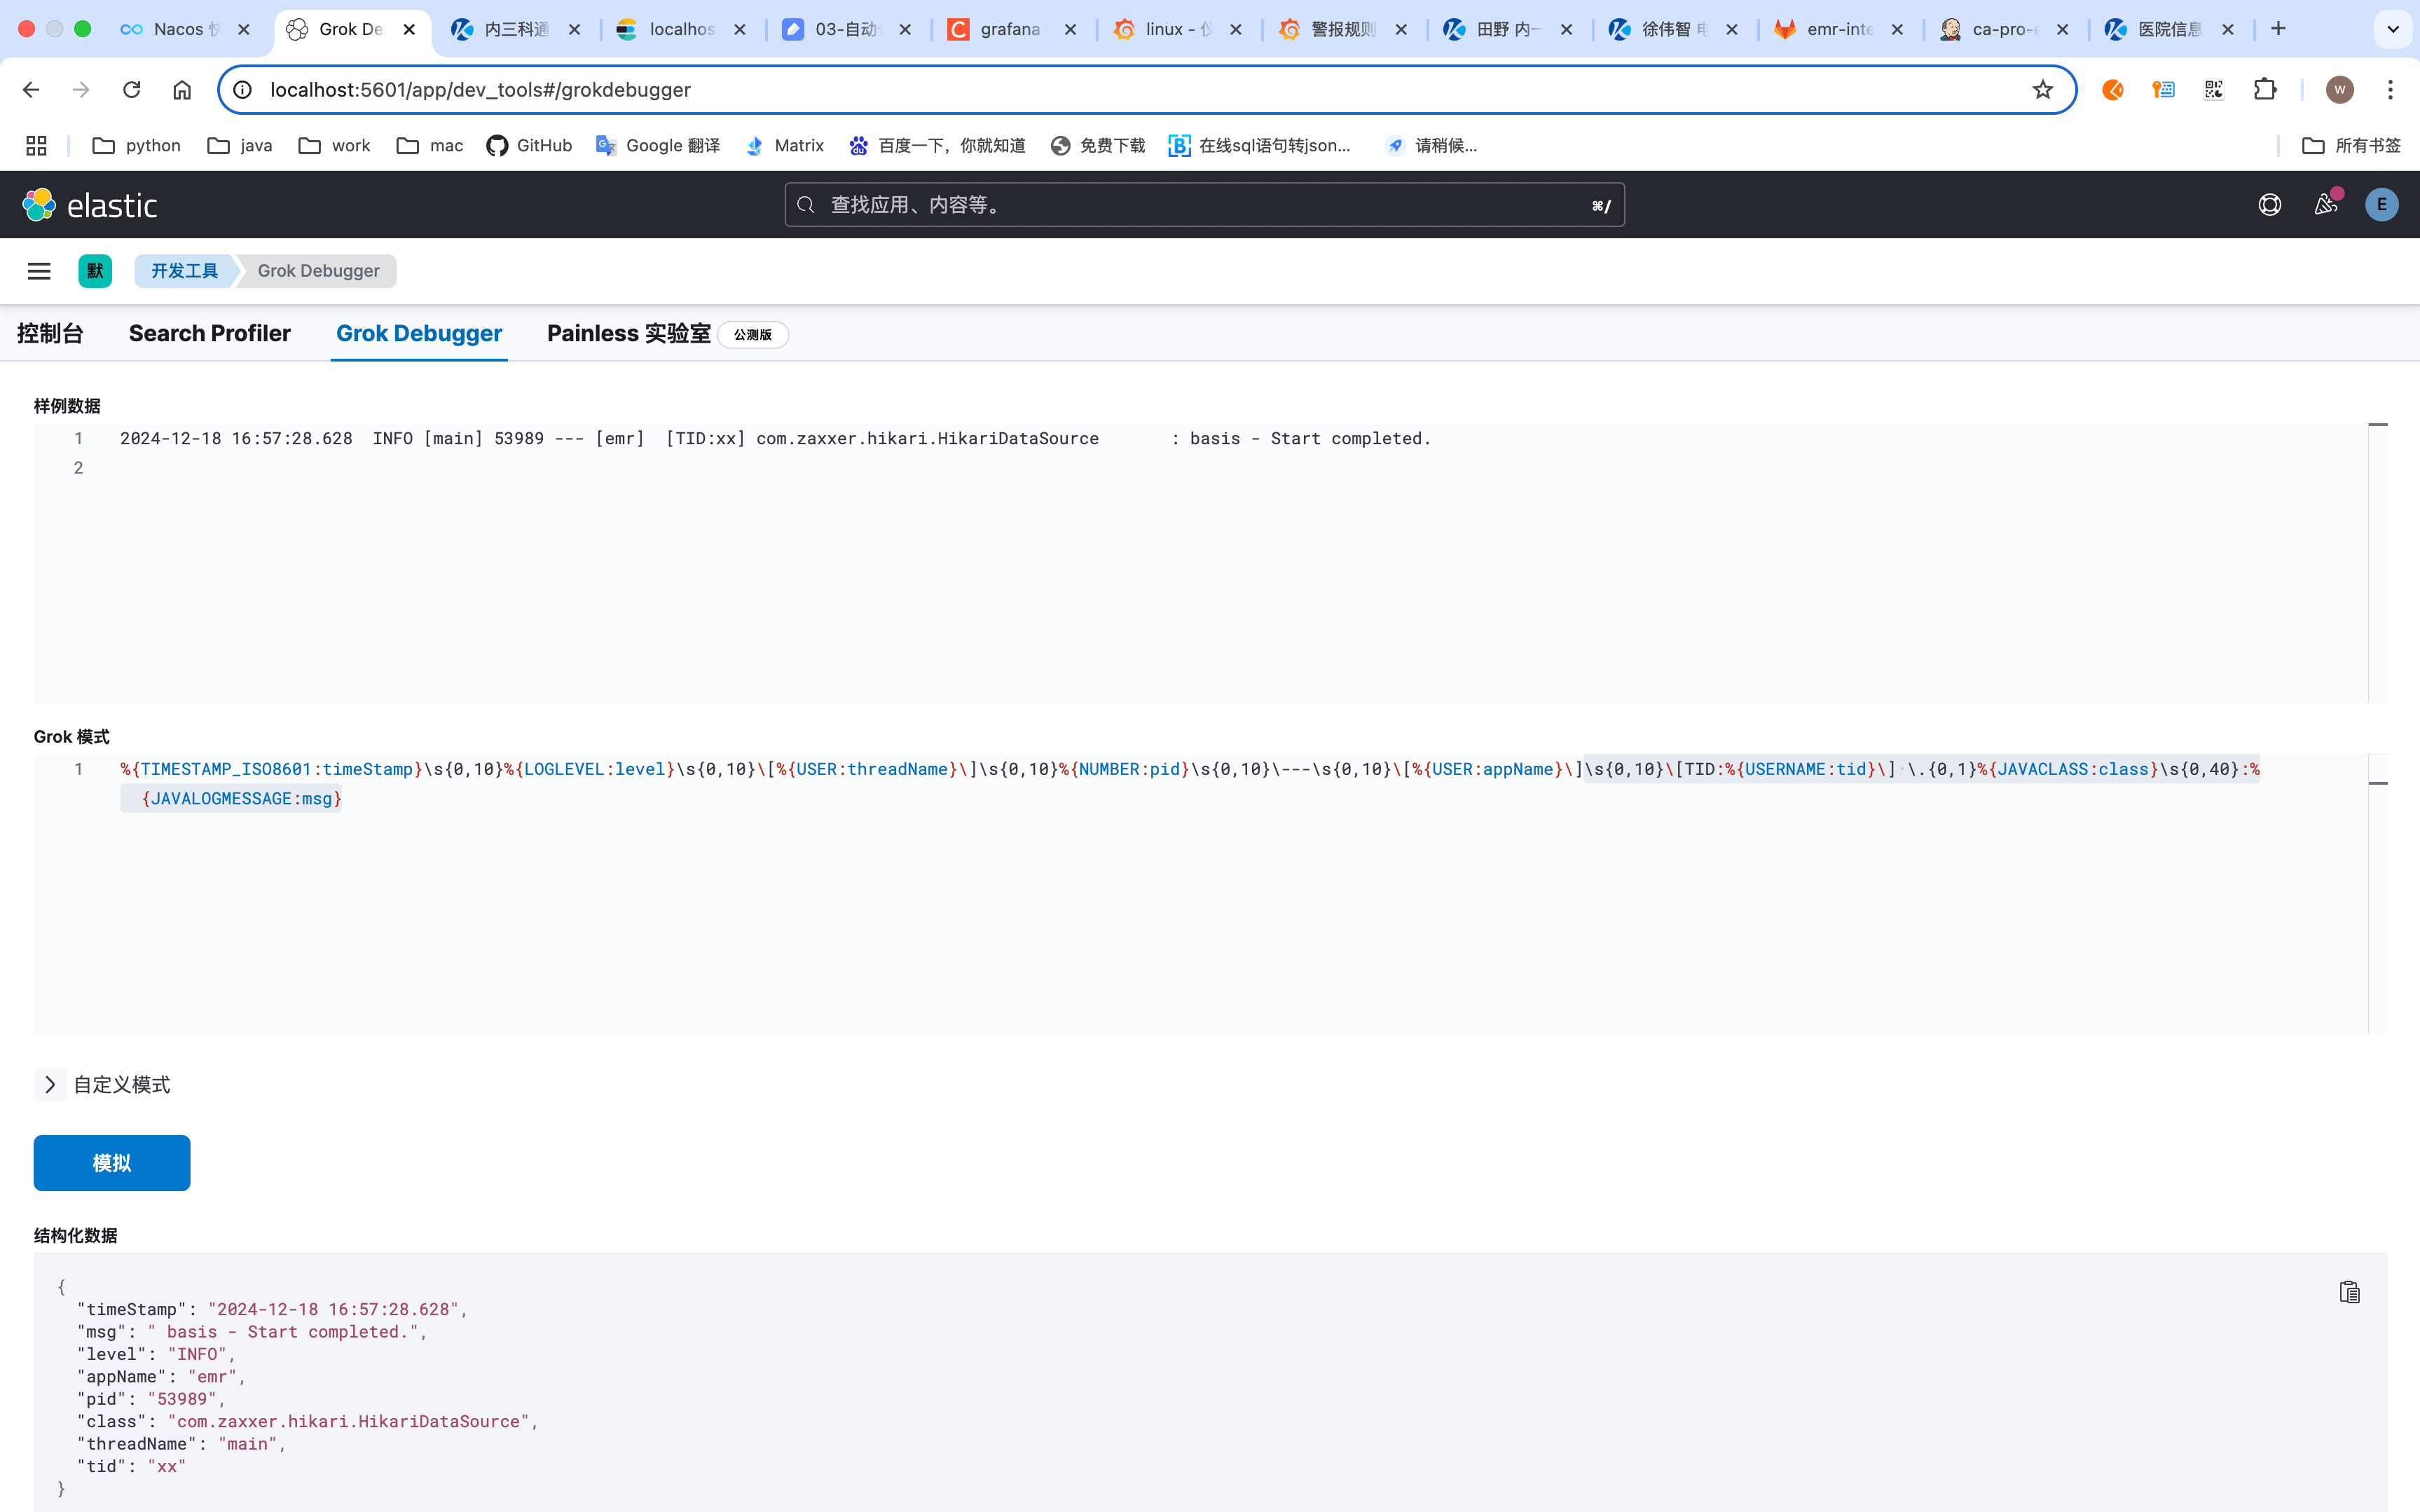 Nacos 快
Grok De
内三科通
localhos
03-自动
grafana
linux - 仪
警报规则
田野 内一
徐伟智 电
emr-inte
ca-pro-e
医院信息
localhost:5601/app/dev_tools#/grokdebugger
W
python
java
work
mac
GitHub
Google 翻译
Matrix
百度一下，你就知道
免费下载
在线sql语句转json...
请稍候...
所有书签
elastic
查找应用、内容等。
⌘/
E
默
开发工具
Grok Debugger
控制台
Search Profiler
Grok Debugger
Painless 实验室
公测版
样例数据
1 2024-12-18 16:57:28.628  INFO [main] 53989 --- [emr]  [TID:xx] com.zaxxer.hikari.HikariDataSource       : basis - Start completed.
2
Grok 模式
1 %{TIMESTAMP_ISO8601:timeStamp}\s{0,10}%{LOGLEVEL:level}\s{0,10}\[%{USER:threadName}\]\s{0,10}%{NUMBER:pid}\s{0,10}\---\s{0,10}\[%{USER:appName}\]\s{0,10}\[TID:%{USERNAME:tid}\] \.{0,1}%{JAVACLASS:class}\s{0,40}:%
{JAVALOGMESSAGE:msg}
自定义模式
模拟
结构化数据
{
"timeStamp": "2024-12-18 16:57:28.628",
"msg": " basis - Start completed.",
"level": "INFO",
"appName": "emr",
"pid": "53989",
"class": "com.zaxxer.hikari.HikariDataSource",
"threadName": "main",
"tid": "xx"
}